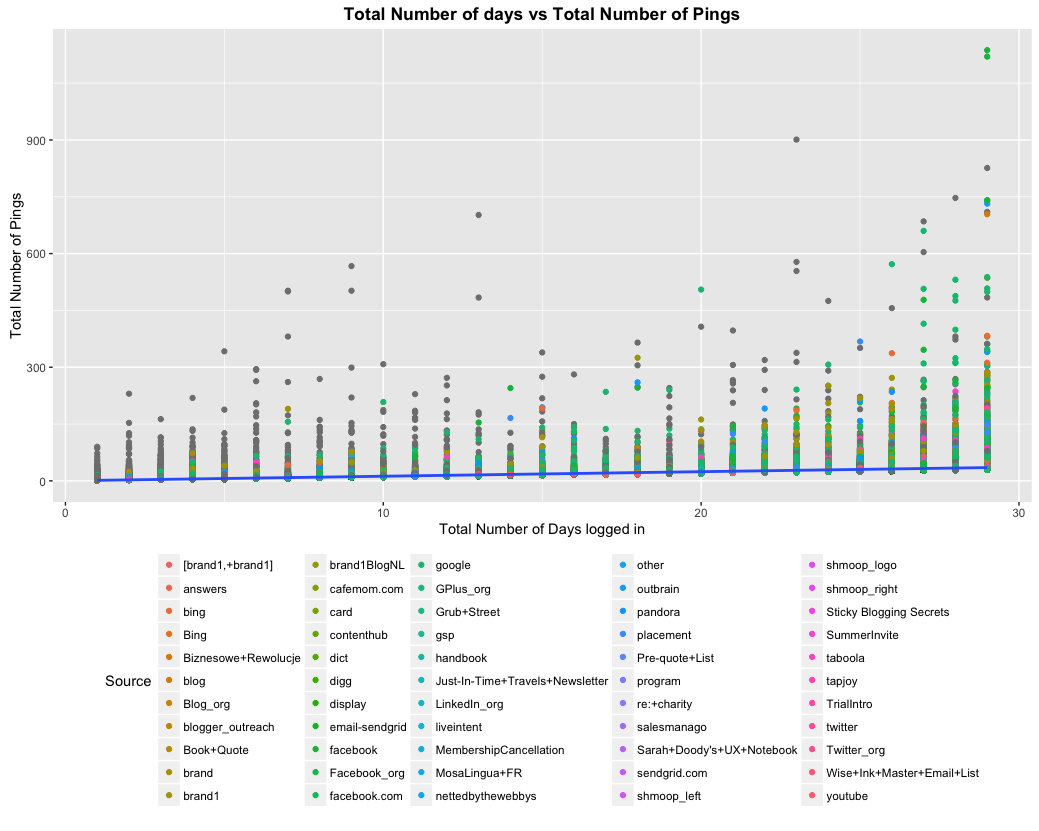 Total Number of days vs Total Number of Pings
Total Number of Pings
900
600
300
0
0
10
20
30
Total Number of Days logged in
Source
[brand1,+brand1]
answers
bing
Bing
Biznesowe+Rewolucje
blog
Blog_org
blogger_outreach
Book+Quote
brand
brand1
brand1BlogNL
cafemom.com
card
contenthub
dict
digg
display
email-sendgrid
facebook
Facebook_org
facebook.com
google
GPlus_org
Grub+Street
gsp
handbook
Just-In-Time+Travels+Newsletter
LinkedIn_org
liveintent
MembershipCancellation
MosaLingua+FR
nettedbythewebbys
other
outbrain
pandora
placement
Pre-quote+List
program
re:+charity
salesmanago
Sarah+Doody's+UX+Notebook
sendgrid.com
shmoop_left
shmoop_logo
shmoop_right
Sticky Blogging Secrets
SummerInvite
taboola
tapjoy
TrialIntro
twitter
Twitter_org
Wise+Ink+Master+Email+List
youtube